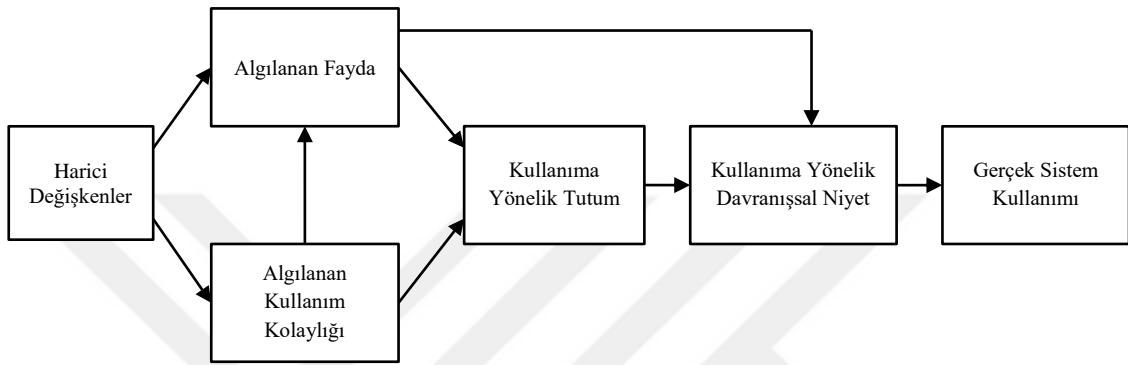 Algılanan Fayda
Harici
Değişkenler
Kullanıma
Yönelik Tutum
Kullanıma Yönelik
Davranışsal Niyet
Gerçek Sistem
Kullanımı
Algılanan
Kullanım
Kolaylığı